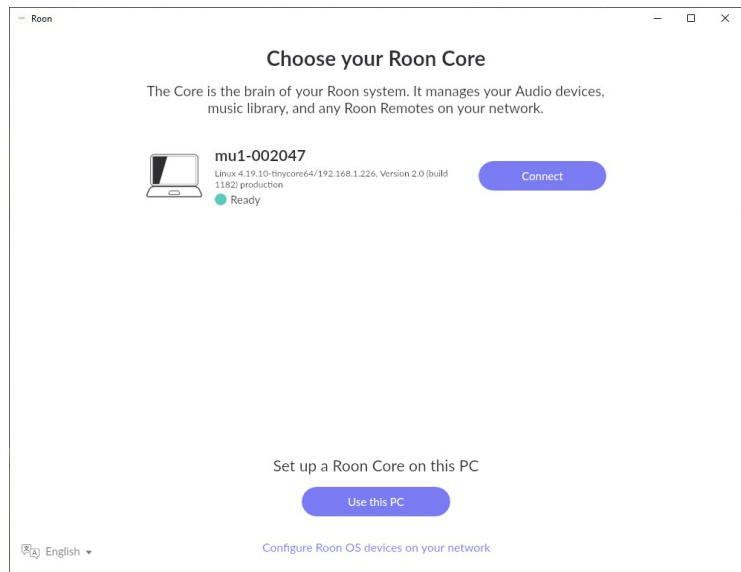 Roon
Choose your Roon Core
The Core is the brain of your Roon system. It manages your Audio devices,
music library, and any Roon Remotes on your network.
mu1-002047
Linux 4.19.10-tinycore64/192.168.1.226, Version 2.0 (build
1182) production
Ready
Connect
Set up a Roon Core on this PC
Use this PC
Configure Roon OS devices on your network
English